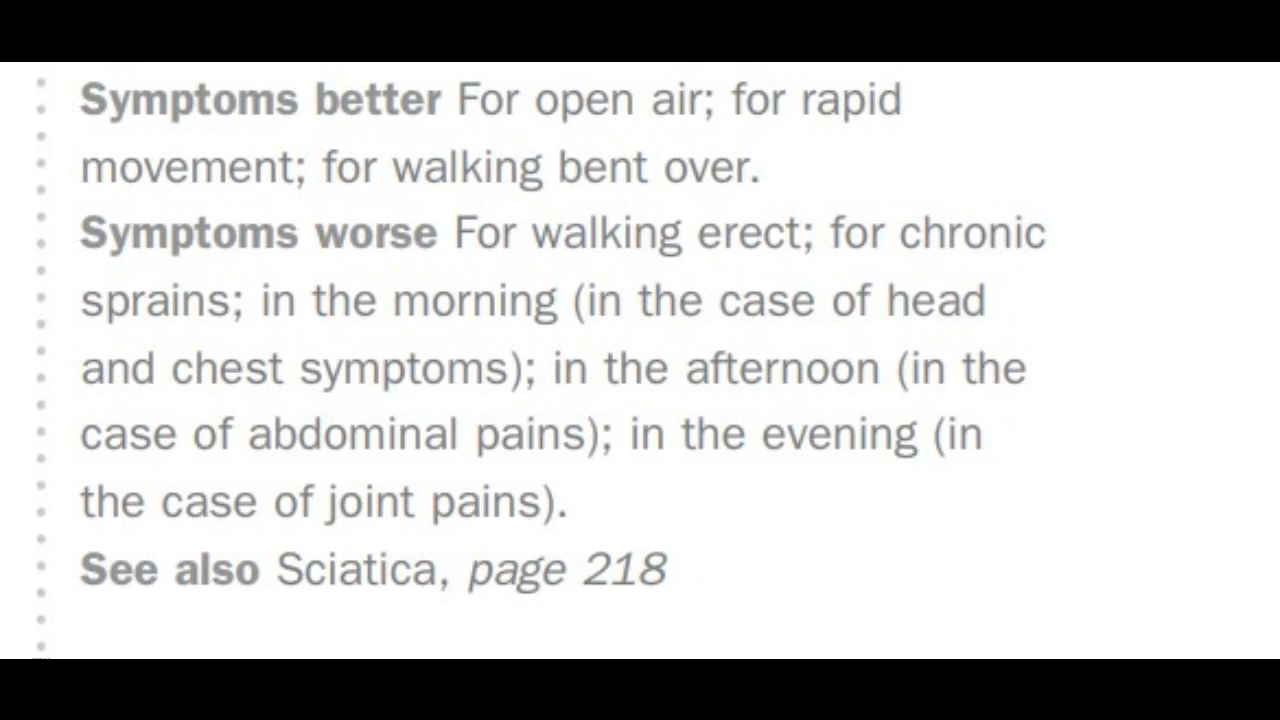 Symptoms better For open air; for rapid
movement; for walking bent over.
Symptoms worse For walking erect; for chronic
sprains; in the morning (in the case of head
and chest symptoms); in the afternoon (in the
case of abdominal pains); in the evening (in
the case of joint pains).
See also Sciatica, page 218